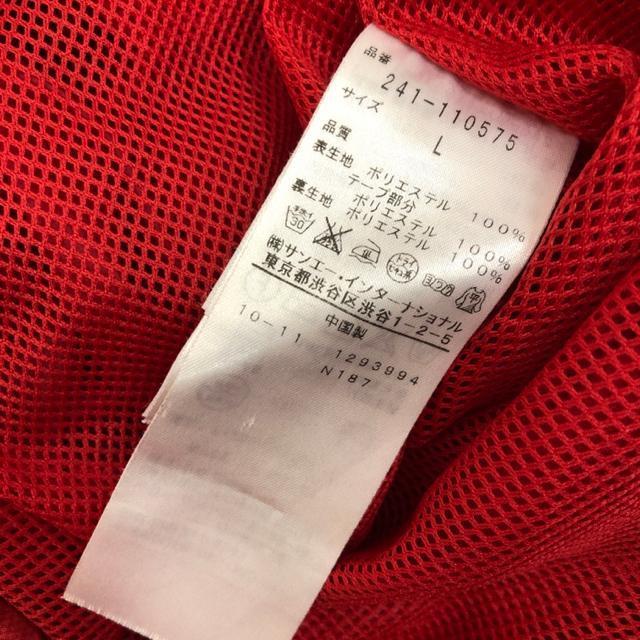 品番
241-110575
サイズ
L
品質
表生地 ポリエステル 100%
テープ部分
ポリエステル 100%
裏生地 ポリエステル 100%
㈱サンエー・インターナショナル
東京都渋谷区渋谷1-2-5
中国製
10-11 1293994
N187